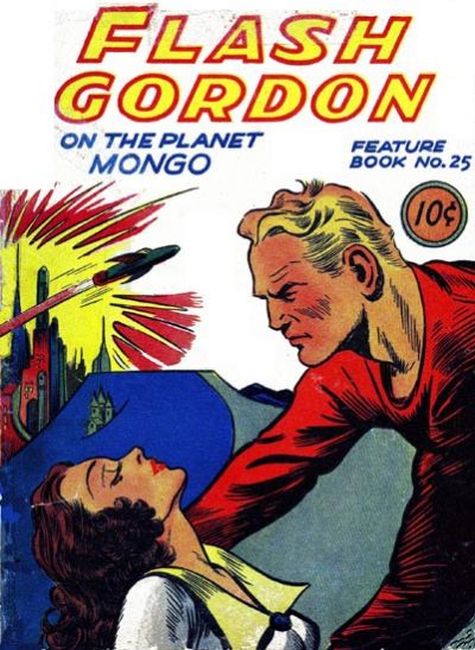 FLASH
GORDON
ON THE PLANET
MONGO
FEATURE
BOOK NO. 25
10¢